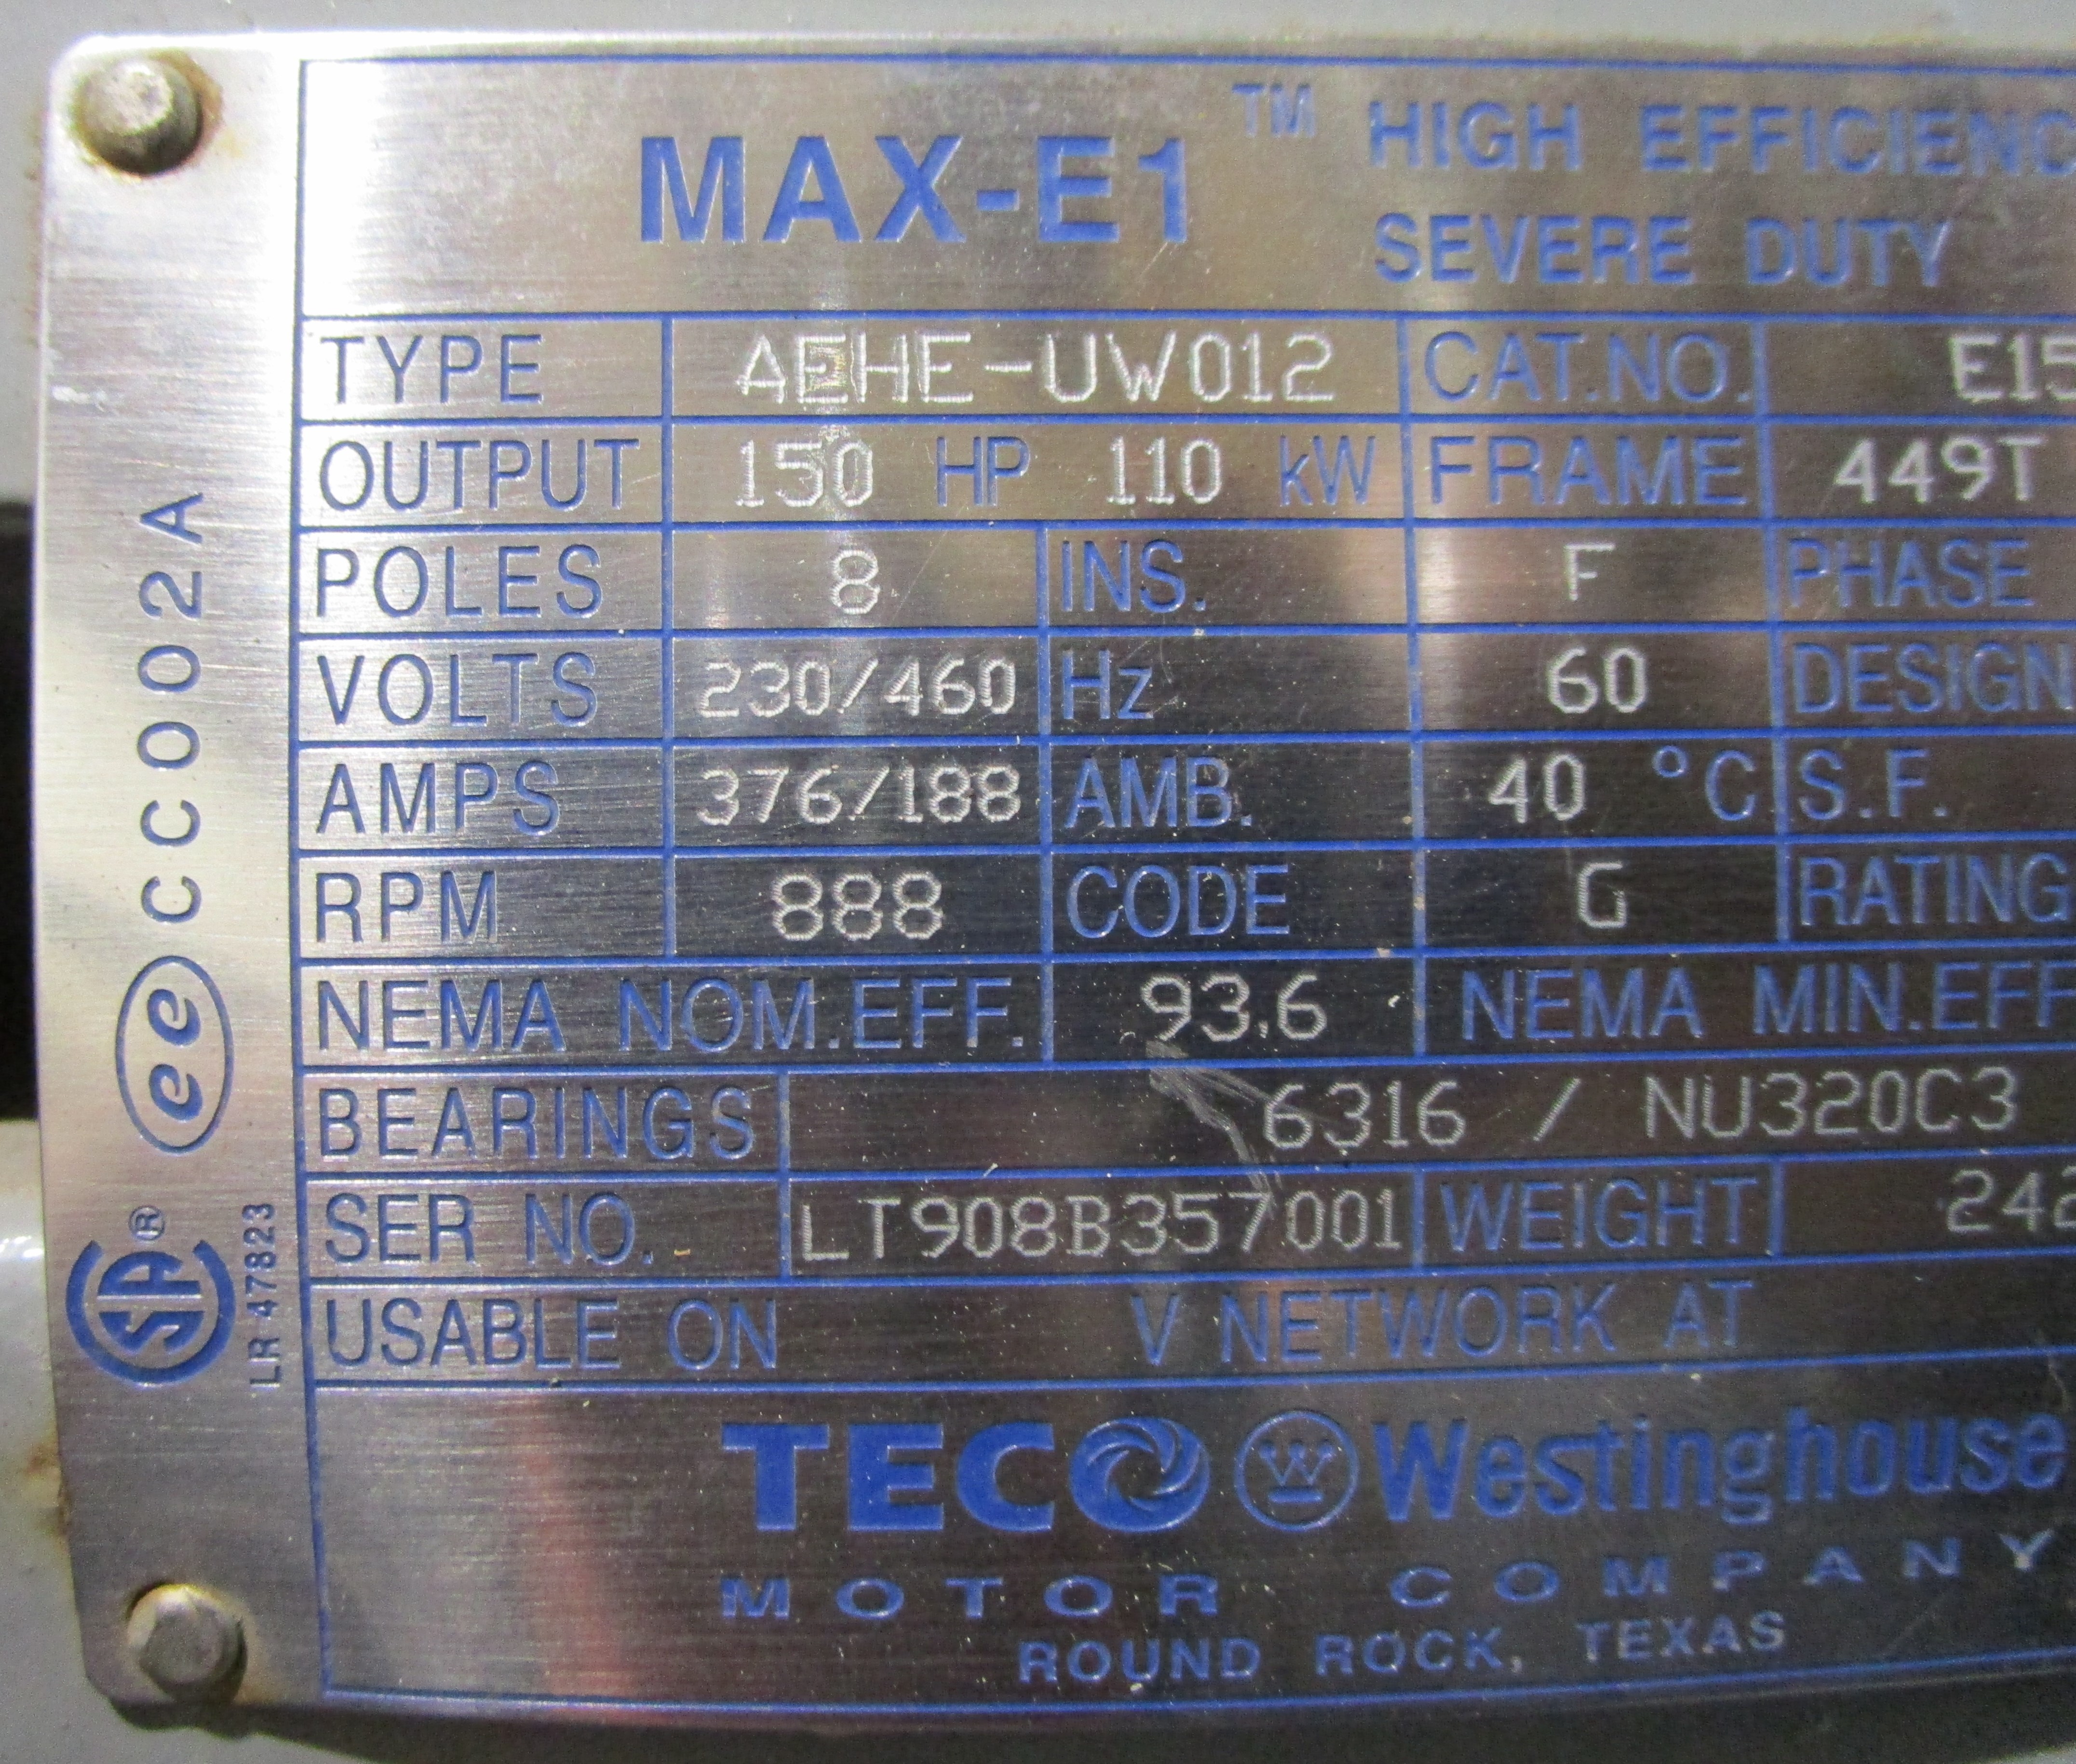 MAX-E1 ™ HIGH EFFICIENC
SEVERE DUTY
TYPE AEHE-UW012 CAT.NO. E15
OUTPUT 150 HP 110 kW FRAME 449T
POLES 8 INS. F PHASE
VOLTS 230/460 Hz 60 DESIGN
AMPS 376/188 AMB. 40 °C S.F.
RPM 888 CODE G RATING
NEMA NOM.EFF. 93.6 NEMA MIN.EFF
BEARINGS 6316 / NU320C3
SER NO. LT908B357001 WEIGHT 242
USABLE ON V NETWORK AT
TECO W Westinghouse
MOTOR COMPANY
ROUND ROCK, TEXAS
ee CC002A
SA ®
LR 47823